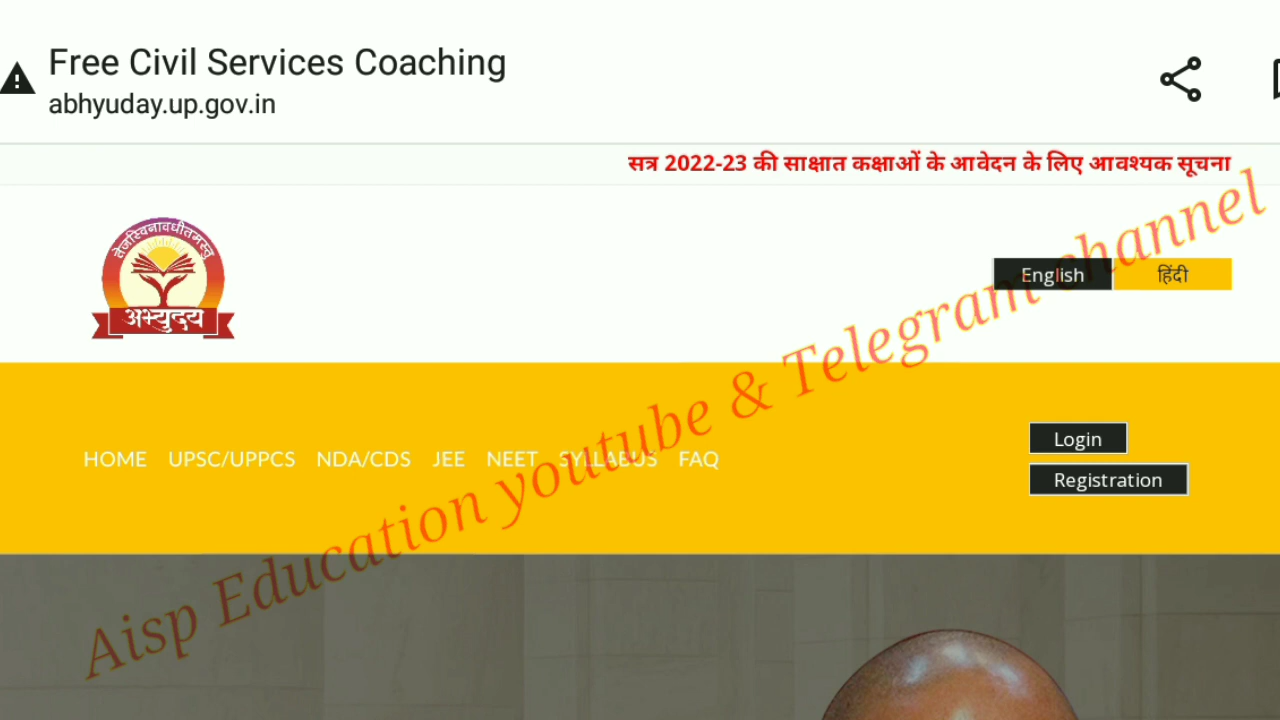 Free Civil Services Coaching
abhyuday.up.gov.in
सत्र 2022-23 की साक्षात कक्षाओं के आवेदन के लिए आवश्यक सूचना
तेजस्विनावधीतमस्तु
अभ्युदय
English हिंदी
HOME UPSC/UPPCS NDA/CDS JEE NEET SYLLABUS FAQ
Login
Registration
Aisp Education youtube & Telegram channel